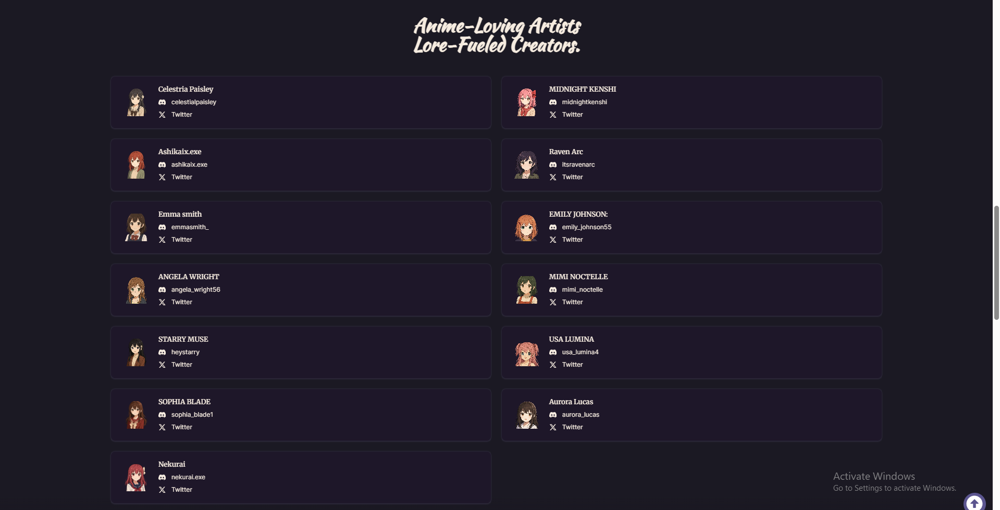 Anime-Loving Artists
Lore-Fueled Creators.
Celestria Paisley
celestialpaisley
Twitter
MIDNIGHT KENSHI
midnightkenshi
Twitter
Ashikaix.exe
ashikaix.exe
Twitter
Raven Arc
itsravenarc
Twitter
Emma smith
emmasmith_
Twitter
EMILY JOHNSON:
emily_johnson55
Twitter
ANGELA WRIGHT
angela_wright56
Twitter
MIMI NOCTELLE
mimi_noctelle
Twitter
STARRY MUSE
heystarry
Twitter
USA LUMINA
usa_lumina4
Twitter
SOPHIA BLADE
sophia_blade1
Twitter
Aurora Lucas
aurora_lucas
Twitter
Nekurai
nekurai.exe
Twitter
Activate Windows
Go to Settings to activate Windows.